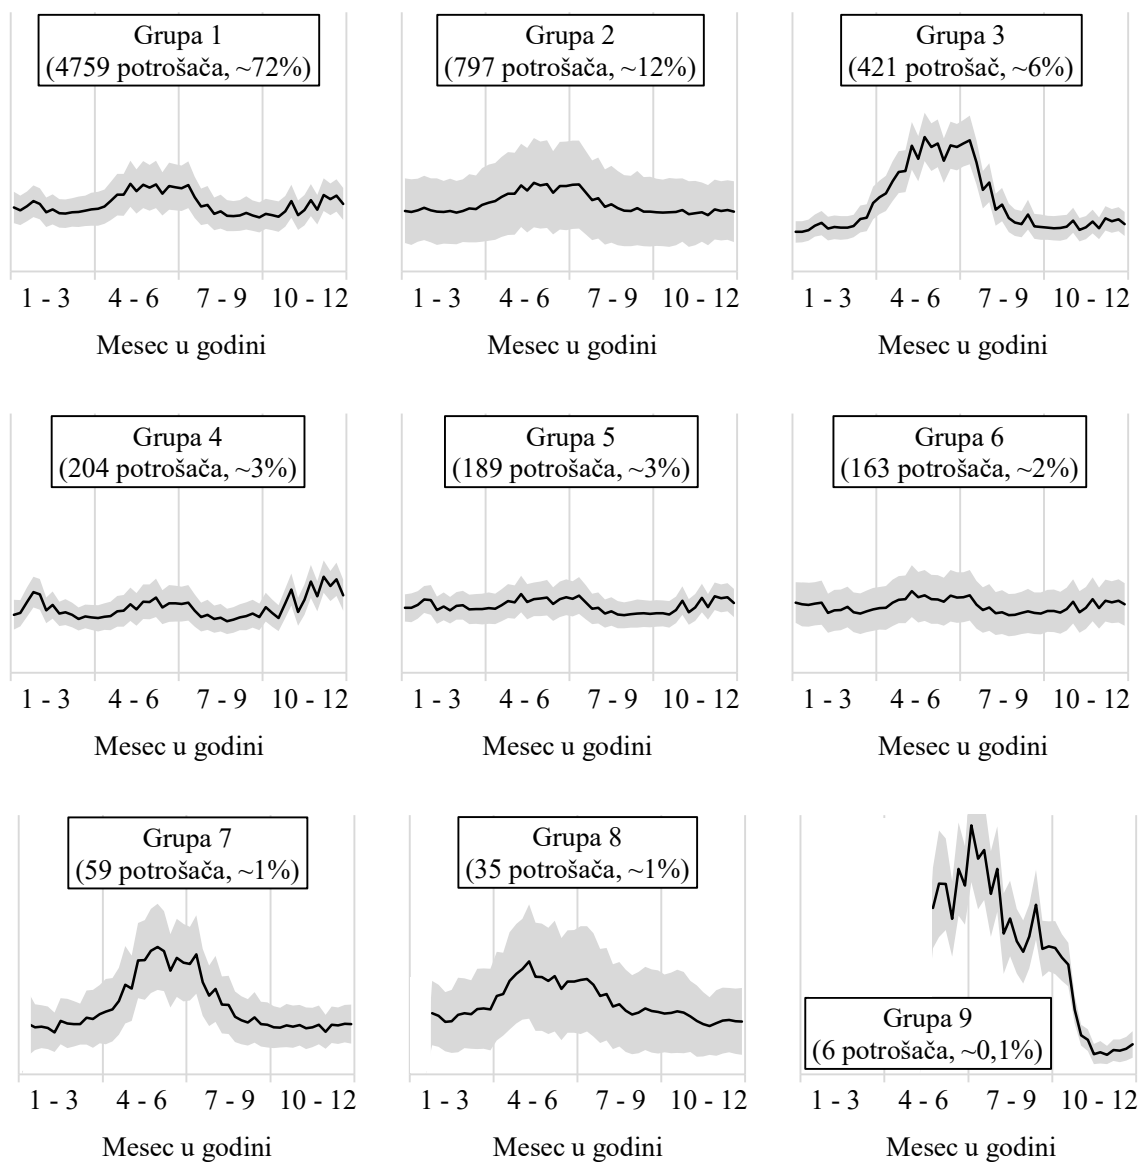 Grupa 1
(4759 potrošača, ~72%)
1 - 3 4 - 6 7 - 9 10 - 12
Mesec u godini
Grupa 2
(797 potrošača, ~12%)
1 - 3 4 - 6 7 - 9 10 - 12
Mesec u godini
Grupa 3
(421 potrošač, ~6%)
1 - 3 4 - 6 7 - 9 10 - 12
Mesec u godini
Grupa 4
(204 potrošača, ~3%)
1 - 3 4 - 6 7 - 9 10 - 12
Mesec u godini
Grupa 5
(189 potrošača, ~3%)
1 - 3 4 - 6 7 - 9 10 - 12
Mesec u godini
Grupa 6
(163 potrošača, ~2%)
1 - 3 4 - 6 7 - 9 10 - 12
Mesec u godini
Grupa 7
(59 potrošača, ~1%)
1 - 3 4 - 6 7 - 9 10 - 12
Mesec u godini
Grupa 8
(35 potrošača, ~1%)
1 - 3 4 - 6 7 - 9 10 - 12
Mesec u godini
Grupa 9
(6 potrošača, ~0,1%)
1 - 3 4 - 6 7 - 9 10 - 12
Mesec u godini